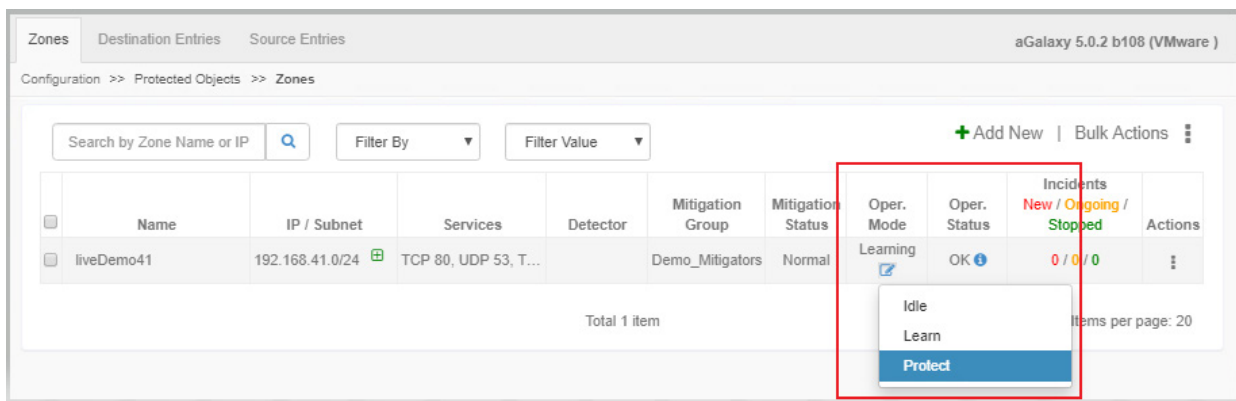 Zones Destination Entries Source Entries aGalaxy 5.0.2 b108 (VMware )
Configuration >> Protected Objects >> Zones
Search by Zone Name or IP Filter By Filter Value Add New | Bulk Actions
Name IP / Subnet Services Detector Mitigation Group Mitigation Status Oper. Mode Oper. Status Incidents New / Ongoing / Stopped Actions
liveDemo41 192.168.41.0/24 TCP 80, UDP 53, T... Demo_Mitigators Normal Learning OK 0 / 0 / 0
Total 1 item Items per page: 20
Idle
Learn
Protect